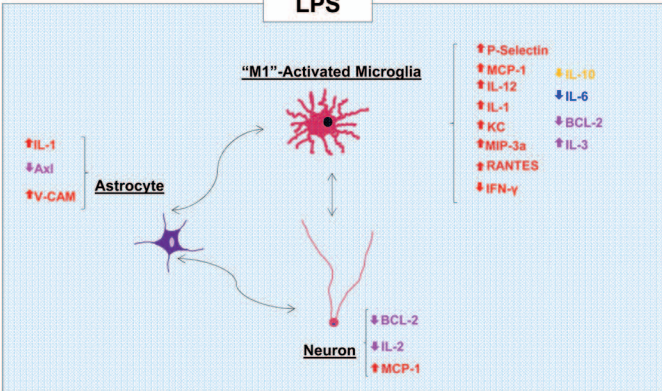 LPS
"M1"-Activated Microglia
⬆P-Selectin
⬆MCP-1
⬆IL-12
⬆IL-1
⬆KC
⬆MIP-3a
⬆RANTES
⬇IFN-γ
⬇IL-10
⬇IL-6
⬇BCL-2
⬆IL-3
⬆IL-1
⬇Axl
⬆V-CAM
Astrocyte
Neuron
⬇BCL-2
⬇IL-2
⬆MCP-1